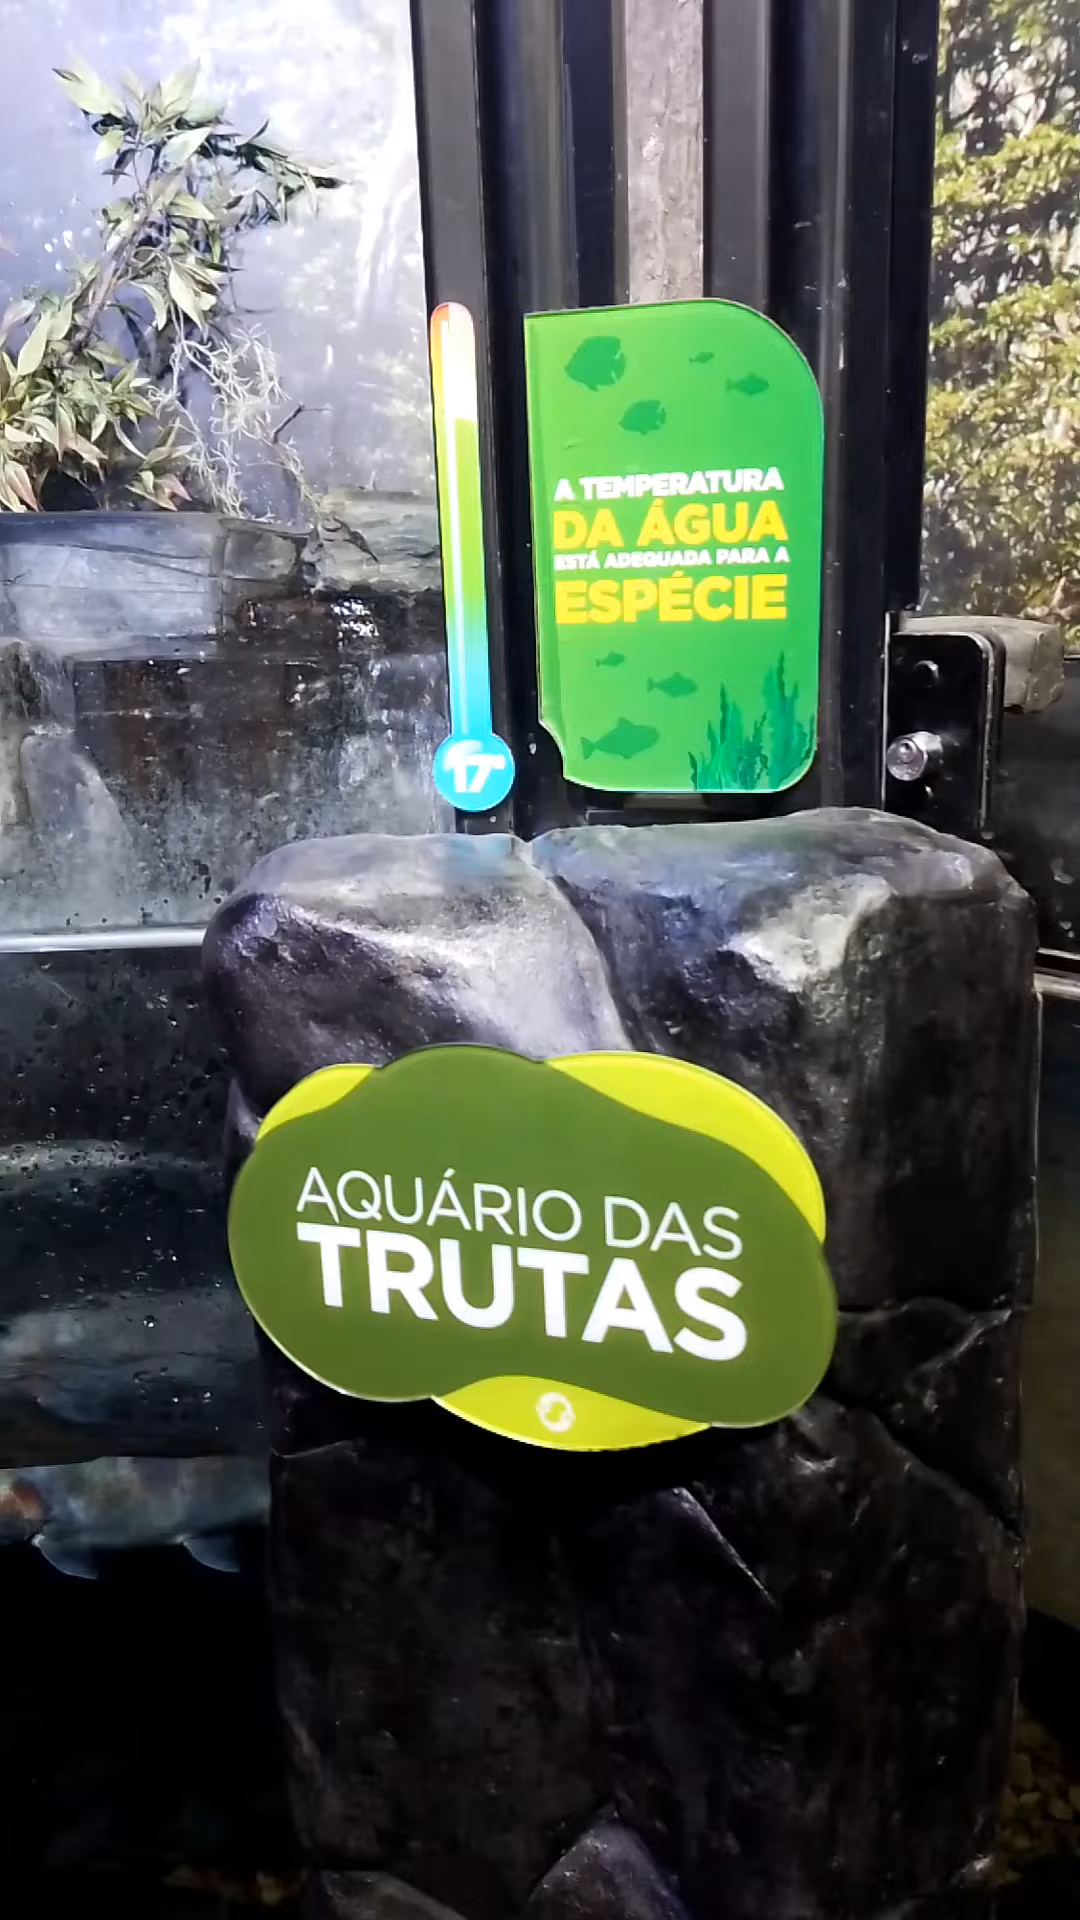 A TEMPERATURA
DA ÁGUA
ESTÁ ADEQUADA PARA A
ESPÉCIE
17°
AQUÁRIO DAS
TRUTAS